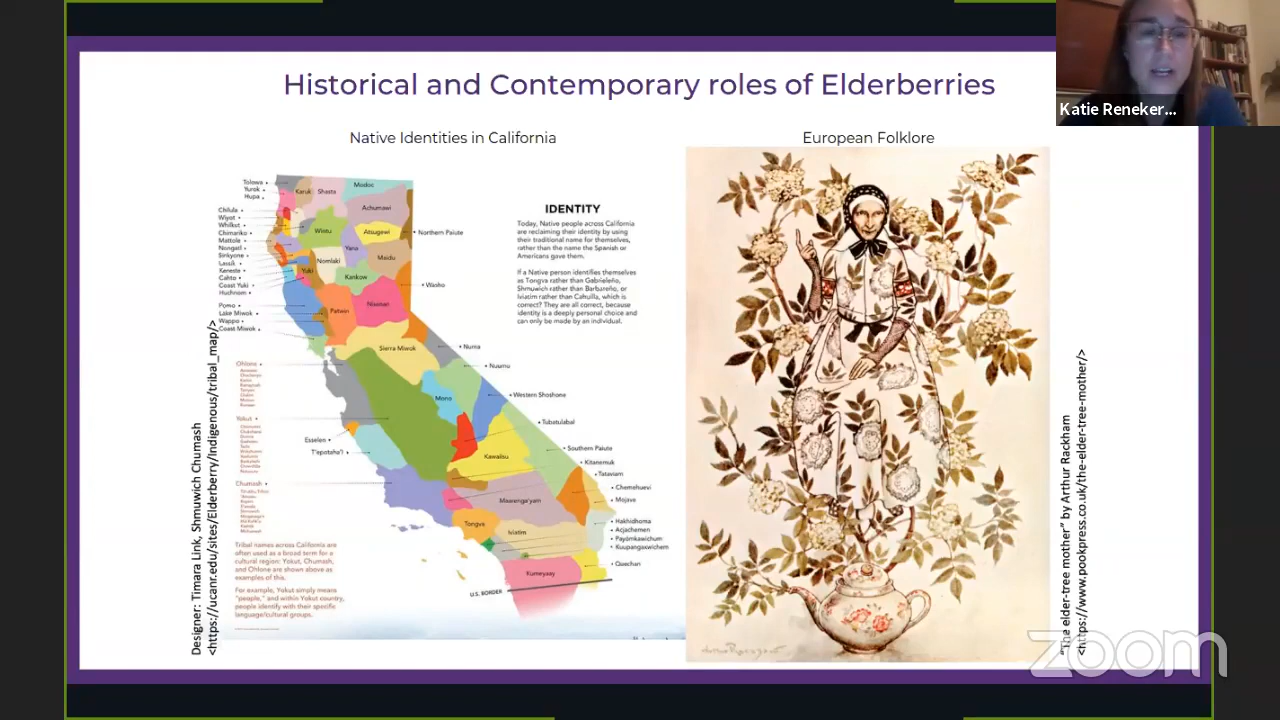 Historical and Contemporary roles of Elderberries
Katie Reneker...
Native Identities in California
European Folklore
Tolowa
Yurok
Hupa
Chilula
Wiyot
Whilkut
Chimariko
Mattole
Nongatl
Sinkyone
Lassik
Coast Yuki
Pomo
Lake Miwok
Wappo
Coast Miwok
Karuk
Shasta
Modoc
Achumawi
Wintu
Atsugewi
Northern Paiute
Yana
Nomlaki
Maidu
Yuki
Konkow
Washo
Patwin
Nisenan
Sierra Miwok
Numa
Nuumu
Mono
Western Shoshone
Tubatulabal
Esselen
Southern Paiute
Kawaiisu
Kitanemuk
Tataviam
Chemehuevi
Mojave
Maarenga'yam
Tongva
Iviatim
Hakhidhoma
Acjachemen
Payómkawichum
Kuupangaxwichem
Quechan
Kumeyaay
U.S. BORDER
IDENTITY
Today, Native people across California
are reclaiming their identity by using
their traditional name for themselves,
rather than the name the Spanish or
Americans gave them.
If a Native person identifies themselves
as Tongva rather than Gabrieleño,
Shmuwich rather than Barbareño, or
Iviatim rather than Cahuilla, which is
correct? They are all correct, because
identity is a deeply personal choice and
can only be made by an individual.
Ohlone
Yokut
Chumash
Tribal names across California are
often used as a broad term for a
cultural region: Yokut, Chumash,
and Ohlone are shown above as
examples of this.
For example, Yokut simply means
"people," and within Yokut country,
people identify with their specific
language/cultural groups.
Designer: Timara Link, Shmuwich Chumash
<https://ucanr.edu/sites/Elderberry/Indigenous/tribal_map/>
"The elder-tree mother" by Arthur Rackham
<https://www.pookpress.co.uk/the-elder-tree-mother/>
zoom